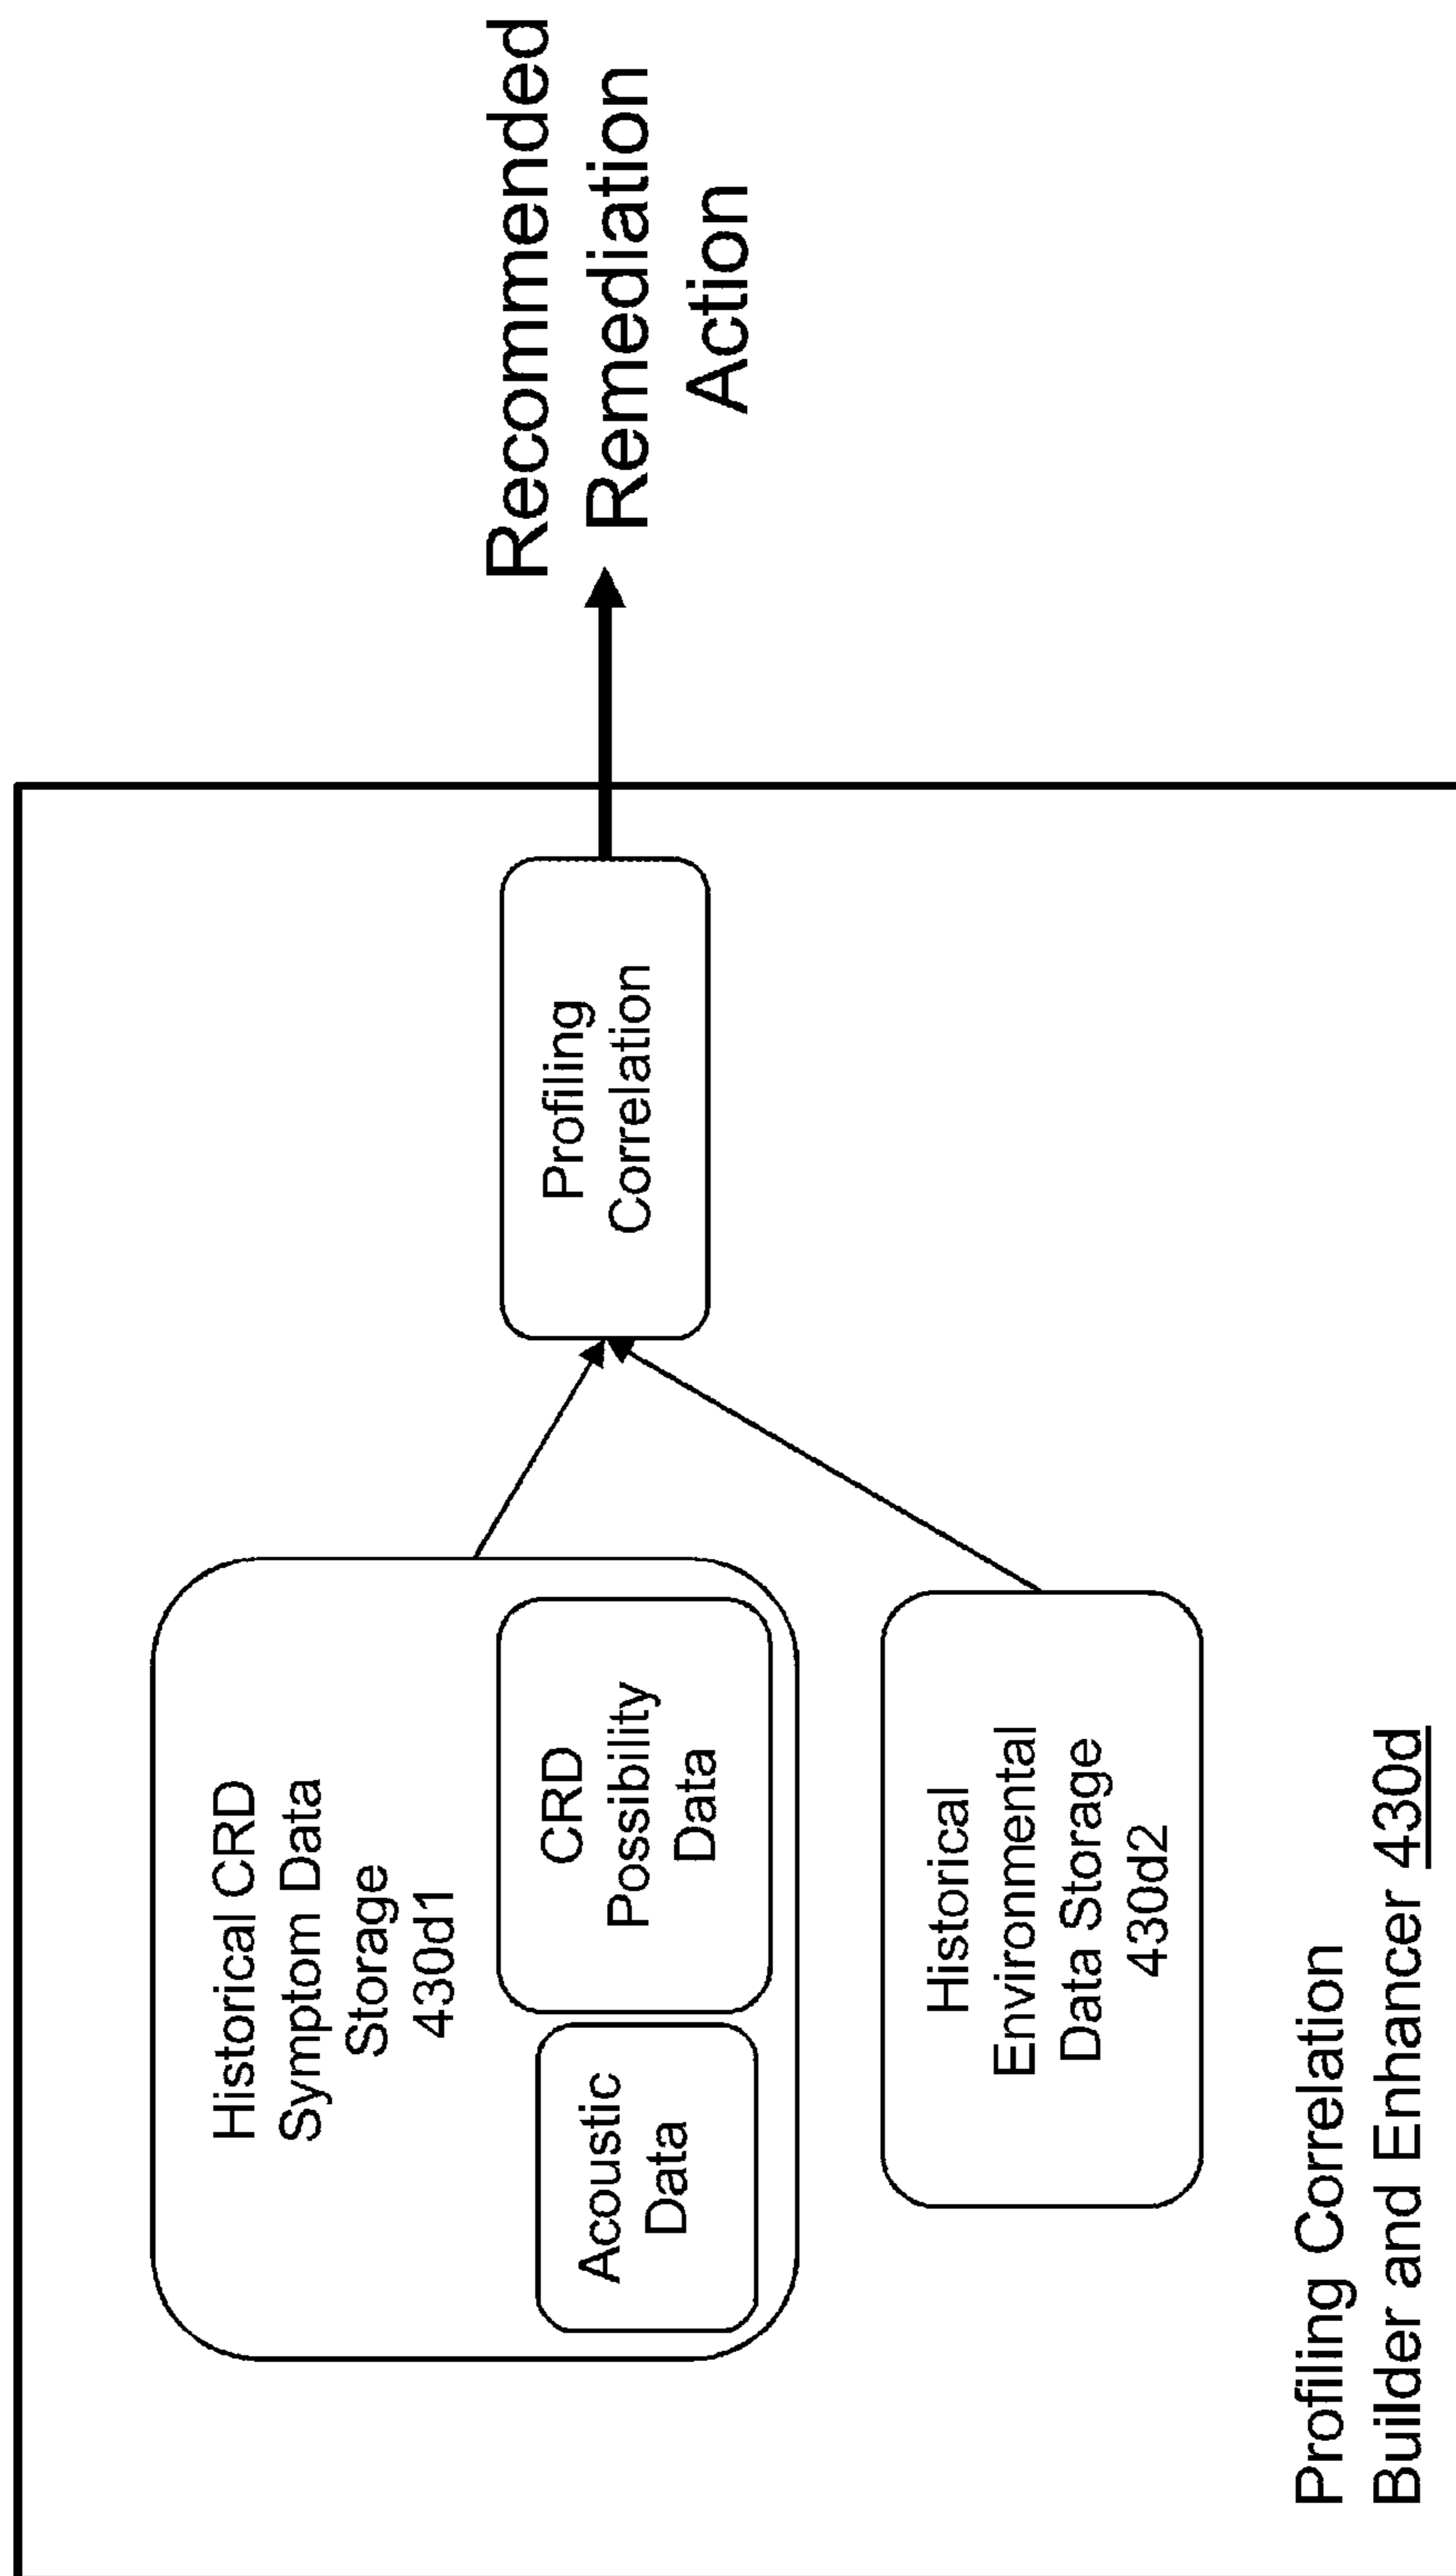 Historical CRD
Symptom Data
Storage
430d1
Acoustic
Data
CRD
Possibility
Data
Historical
Environmental
Data Storage
430d2
Profiling
Correlation
Recommended
Remediation
Action
Profiling Correlation
Builder and Enhancer 430d